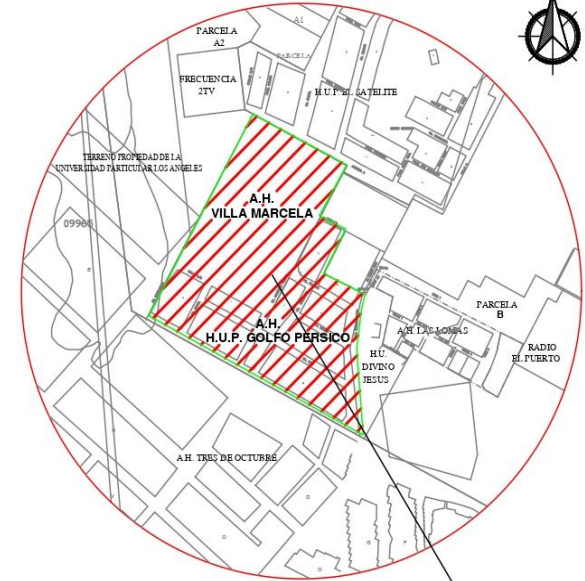 A1
PARCELA
A2
PARCELA
FRECUENCIA
2TV
H.U.P. EL SATELITE
TERRENO PROPIEDAD DE LA
UNIVERSIDAD PARTICULAR LOS ANGELES
A.H.
VILLA MARCELA
09965
PARCELA
B
A.H.
H.U.P. GOLFO PERSICO
A.H. LAS LOMAS
RADIO
EL PUERTO
H.U.
DIVINO
JESUS
A.H. TRES DE OCTUBRE